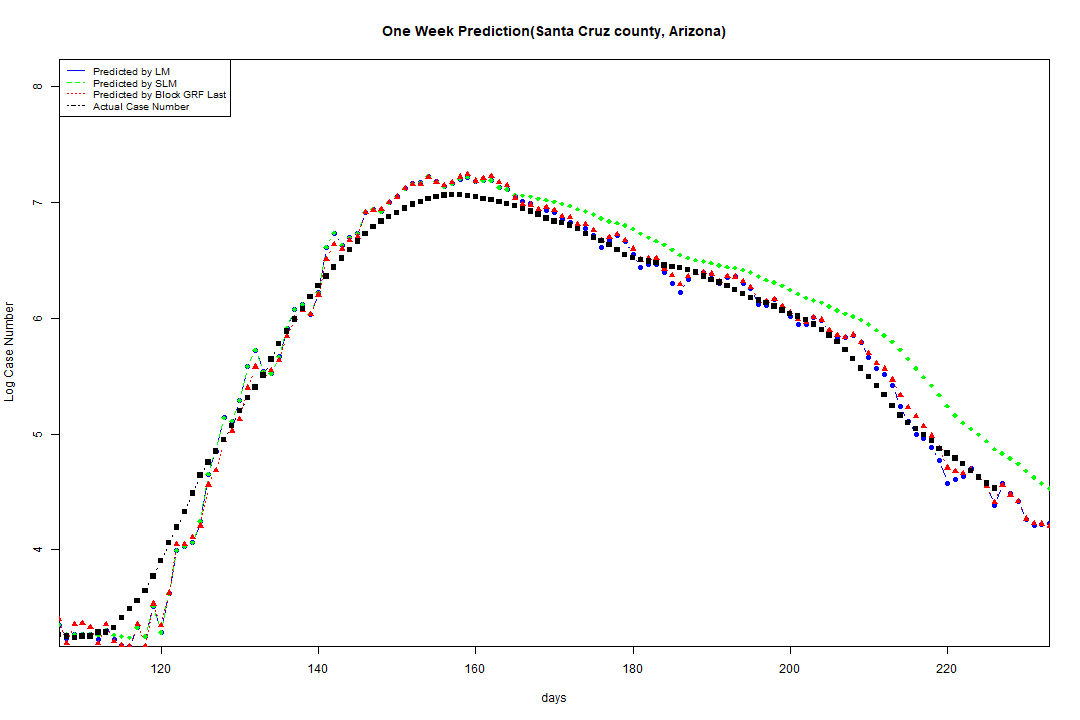 One Week Prediction(Santa Cruz county, Arizona)
Predicted by LM
Predicted by SLM
Predicted by Block GRF Last
Actual Case Number
8
7
6
5
4
Log Case Number
120 140 160 180 200 220
days